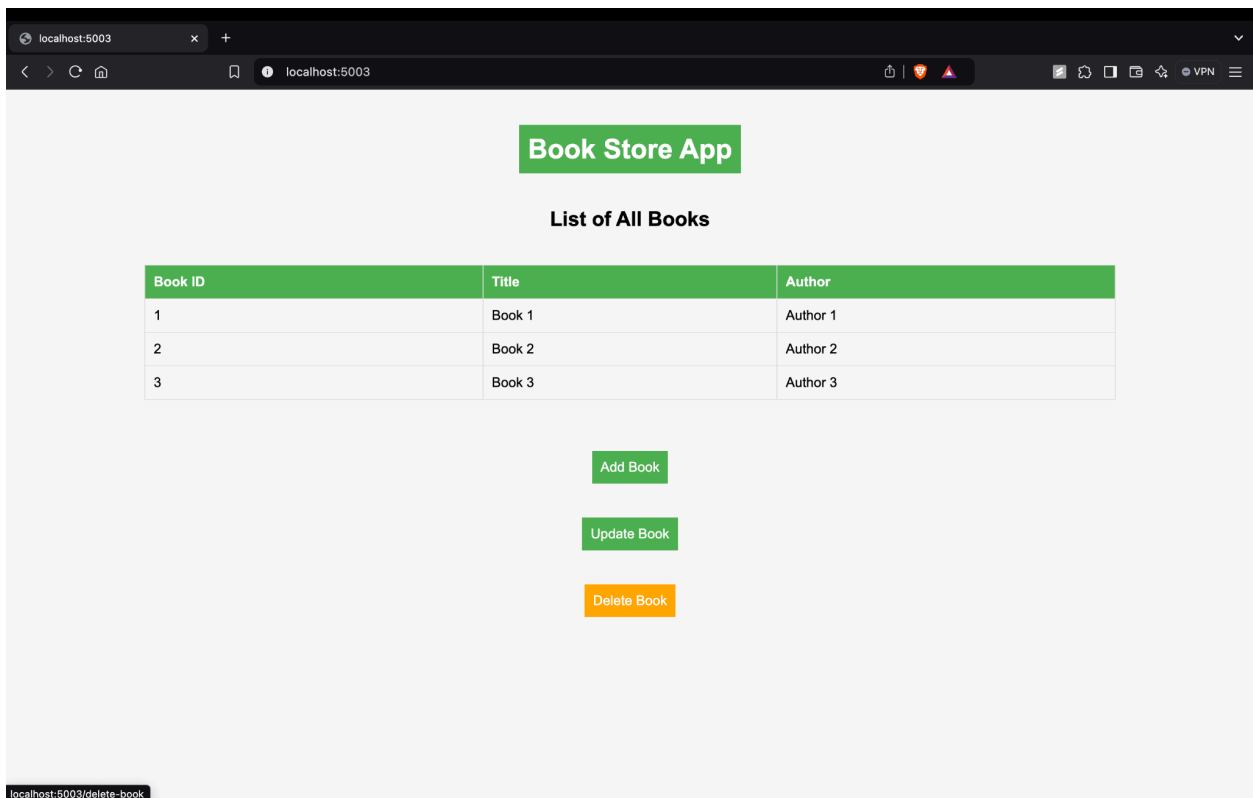 localhost:5003
localhost:5003
VPN
Book Store App
List of All Books
Book ID Title Author
1 Book 1 Author 1
2 Book 2 Author 2
3 Book 3 Author 3
Add Book
Update Book
Delete Book
localhost:5003/delete-book